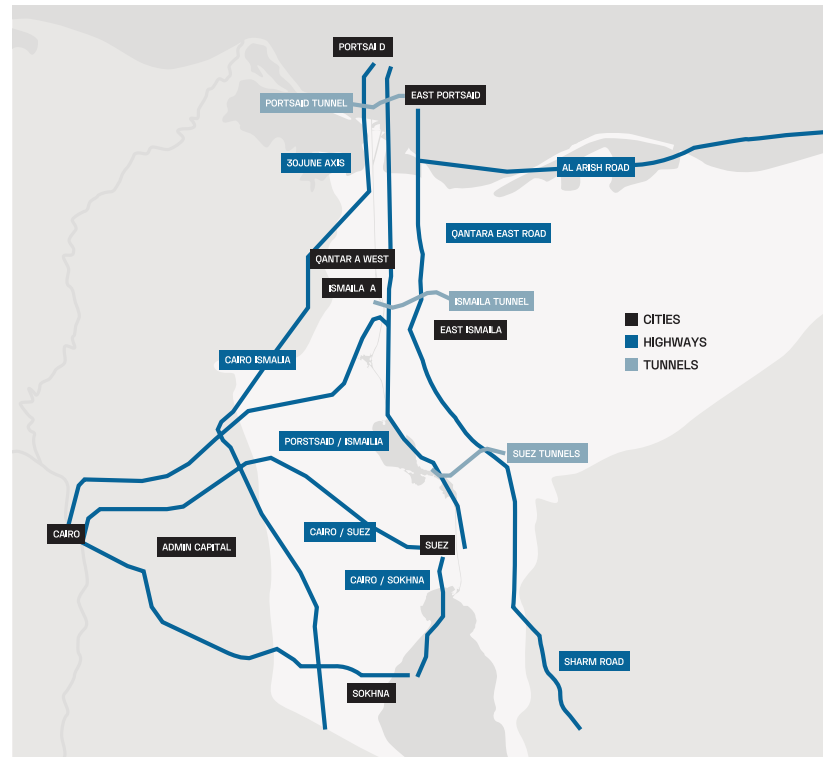 PORTSAI D
EAST PORTSAID
PORTSAID TUNNEL
30JUNE AXIS
AL ARISH ROAD
QANTARA EAST ROAD
QANTAR A WEST
ISMAILA A
ISMAILA TUNNEL
EAST ISMAILA
CITIES
HIGHWAYS
TUNNELS
CAIRO ISMALIA
PORSTSAID / ISMAILIA
SUEZ TUNNELS
CAIRO / SUEZ
CAIRO
ADMIN CAPITAL
SUEZ
CAIRO / SOKHNA
SHARM ROAD
SOKHNA